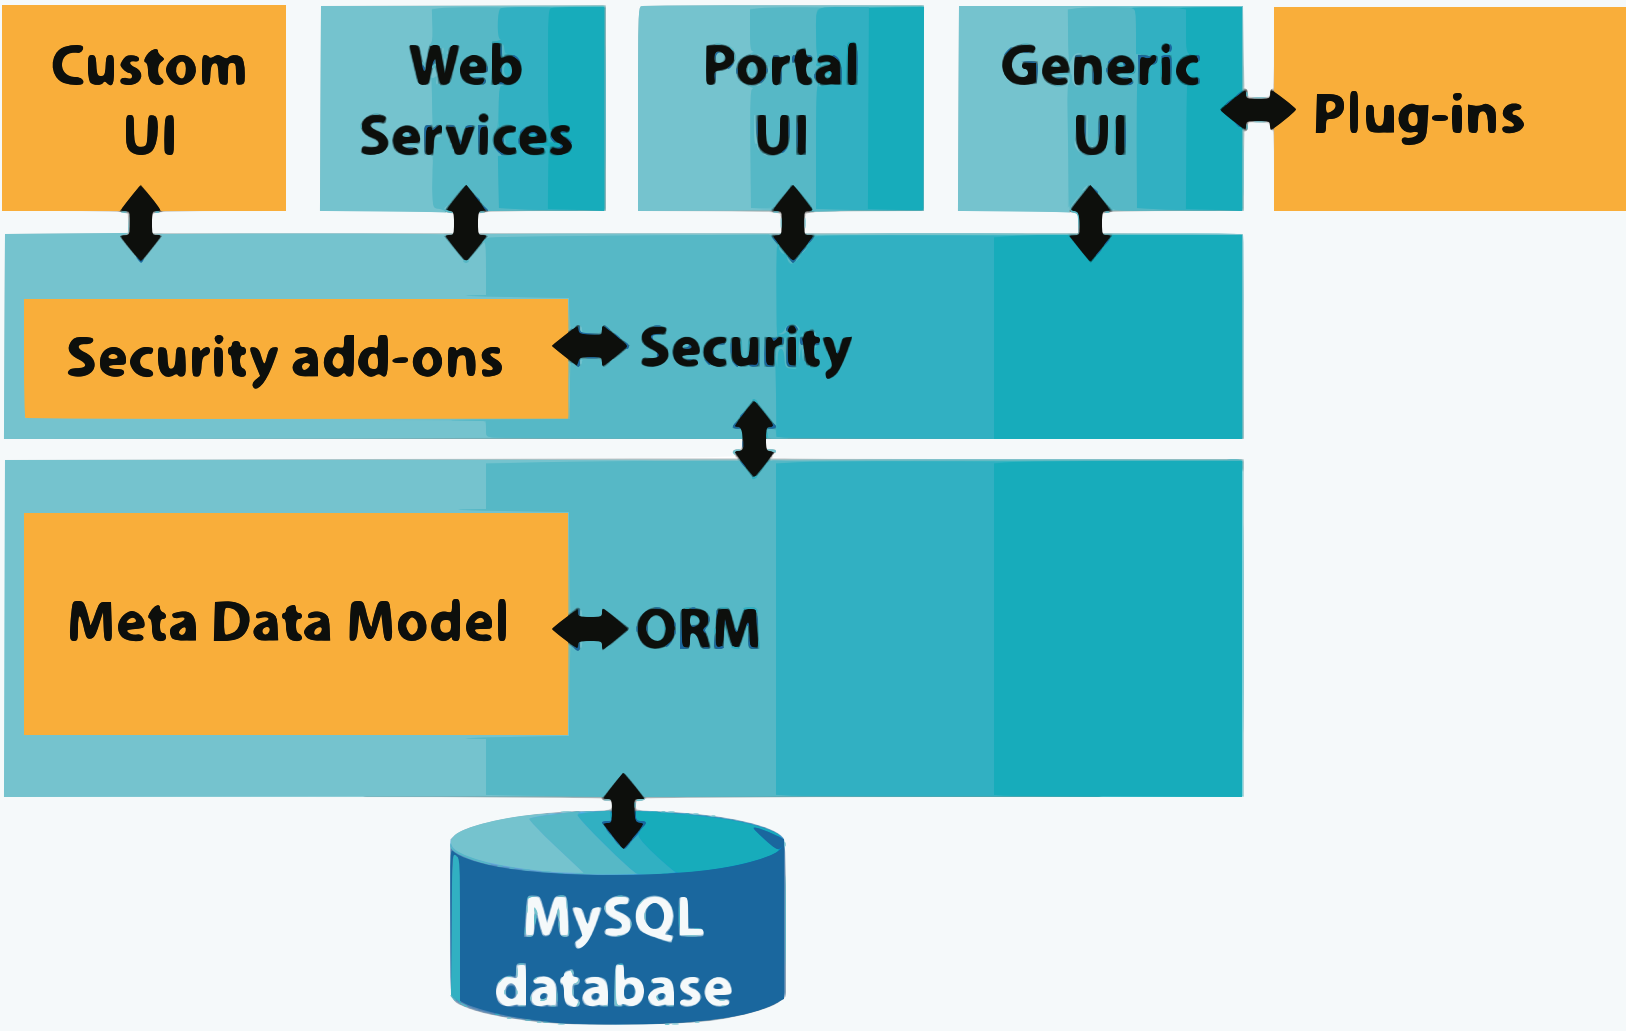 Custom
UI
Web
Services
Portal
UI
Generic
UI
Plug-ins
Security add-ons
Security
Meta Data Model
ORM
MySQL
database